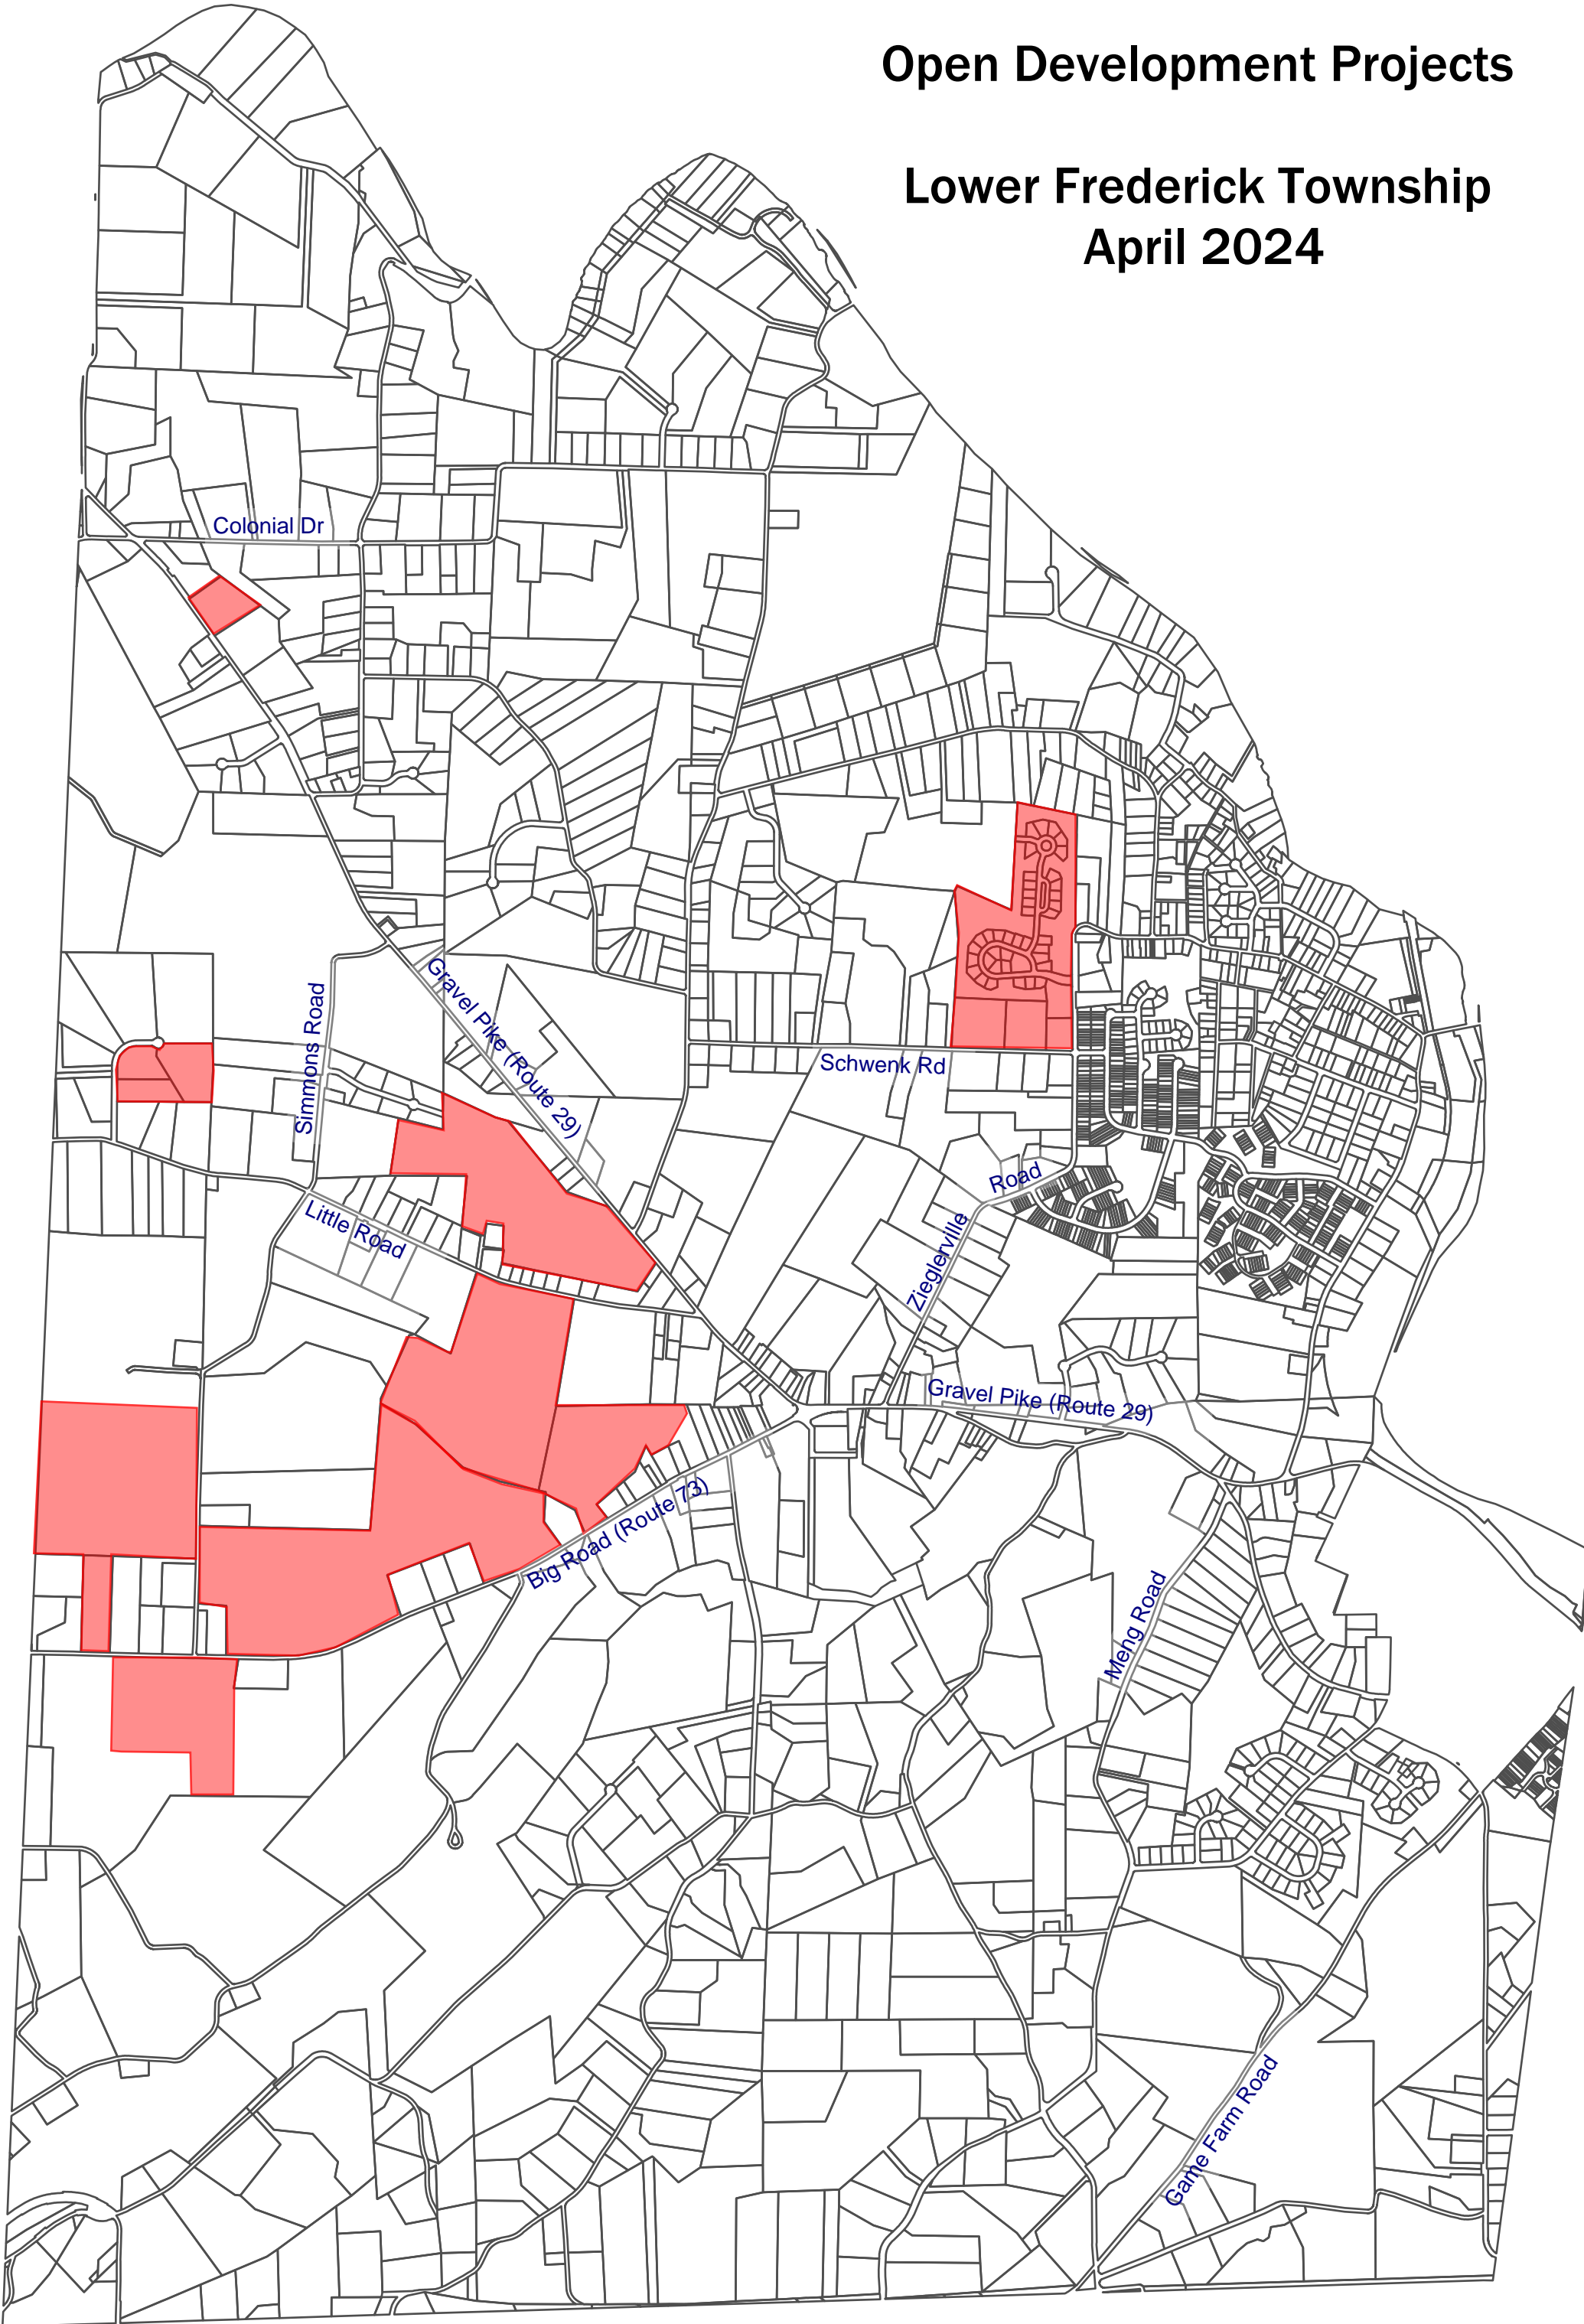 Open Development Projects
Lower Frederick Township
April 2024
Colonial Dr
Gravel Pike (Route 29)
Simmons Road
Schwenk Rd
Little Road
Zieglerville
Road
Gravel Pike (Route 29)
Big Road (Route 73)
Meng Road
Game Farm Road